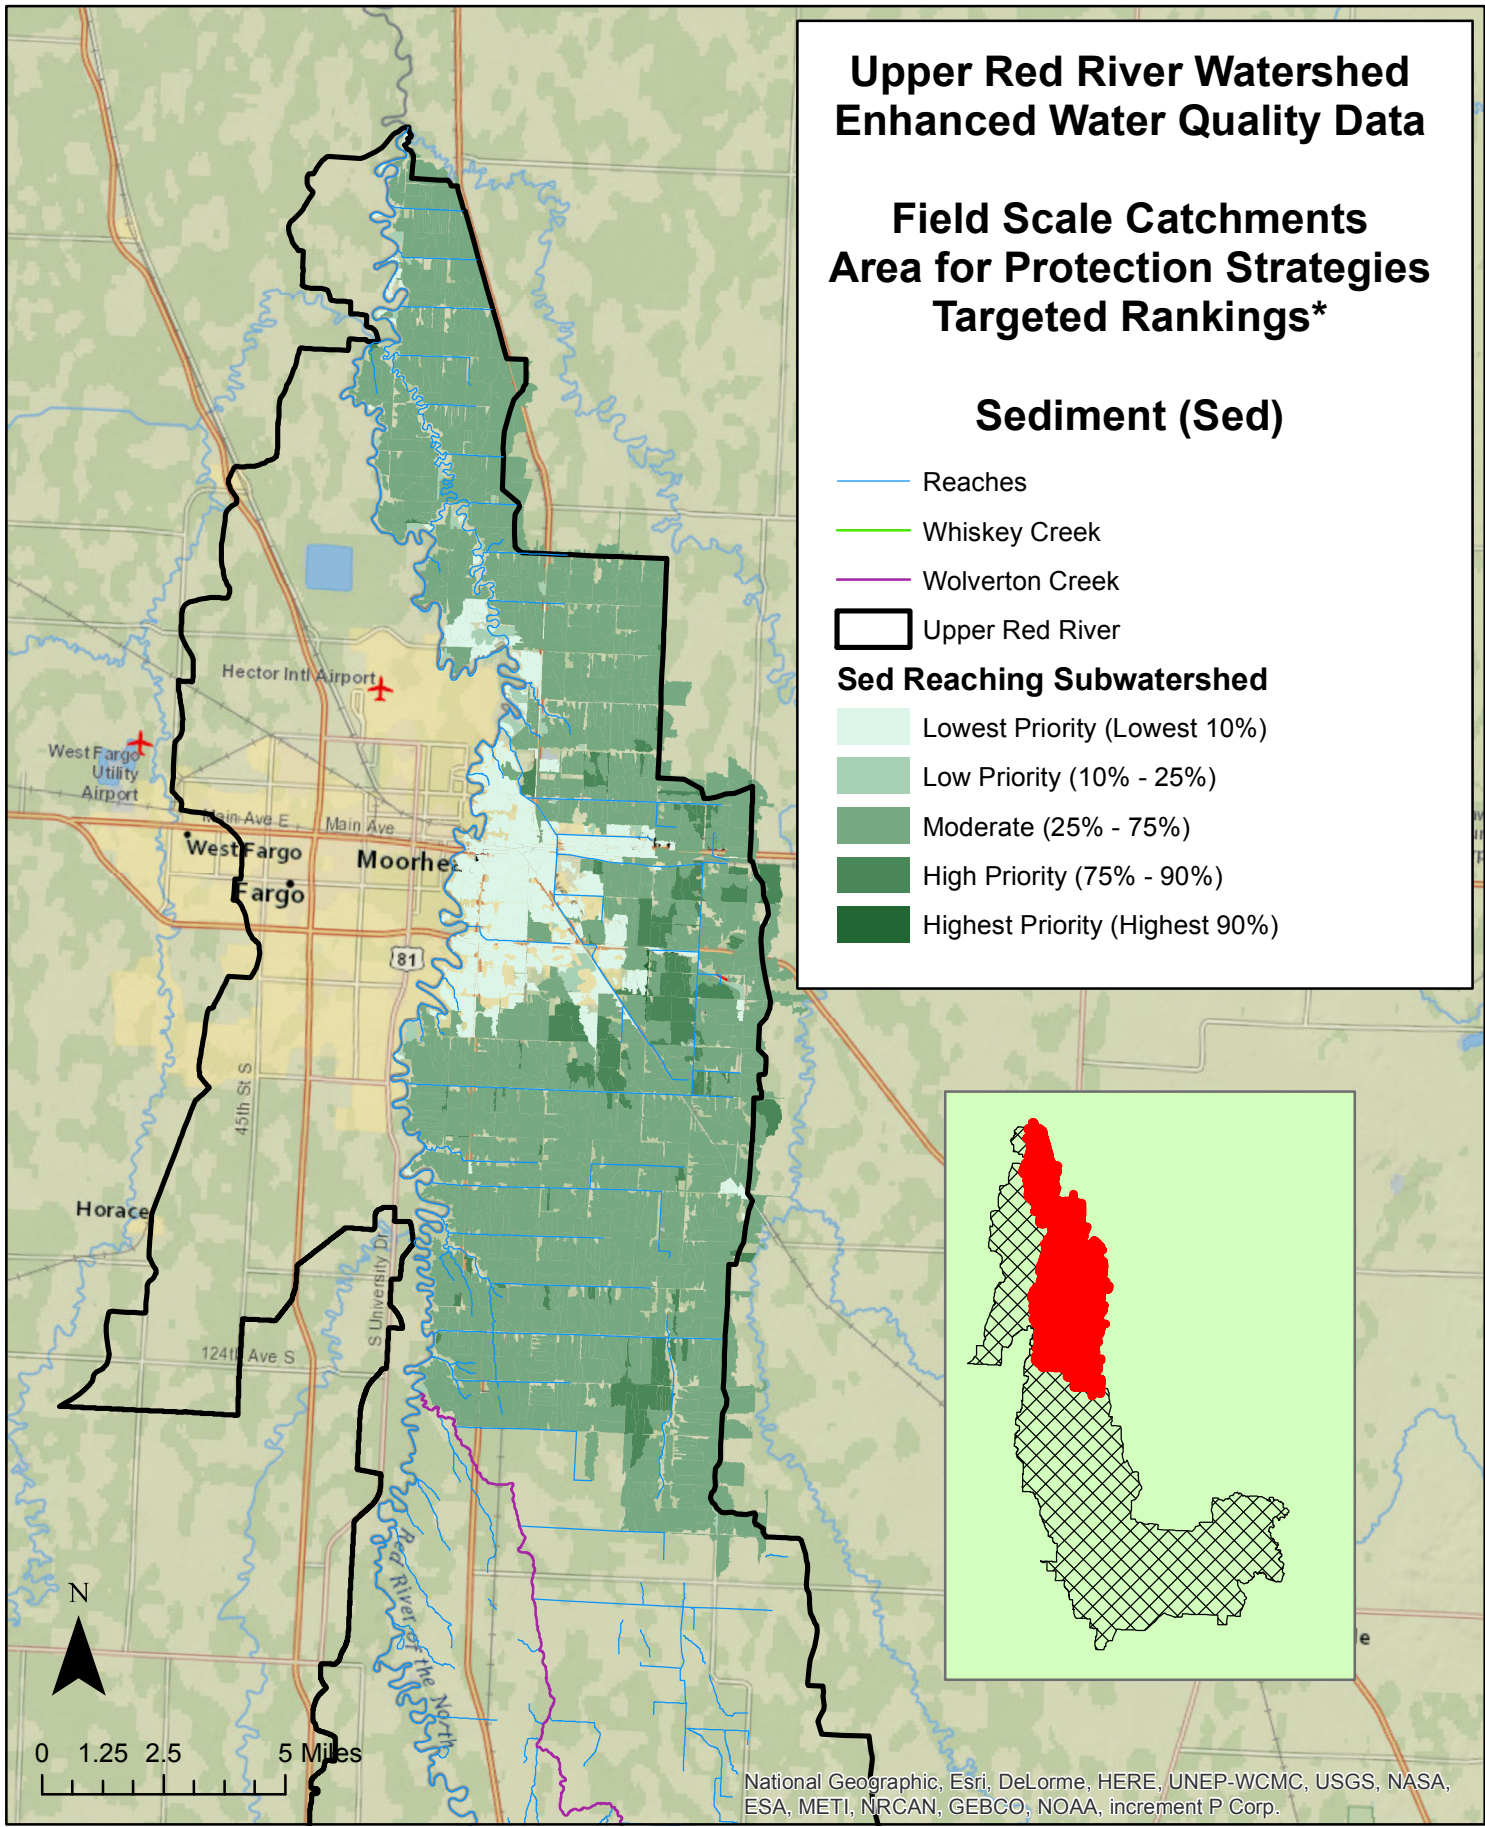 Upper Red River Watershed
Enhanced Water Quality Data
Field Scale Catchments
Area for Protection Strategies
Targeted Rankings*
Sediment (Sed)
Reaches
Whiskey Creek
Wolverton Creek
Upper Red River
Sed Reaching Subwatershed
Lowest Priority (Lowest 10%)
Low Priority (10% - 25%)
Moderate (25% - 75%)
High Priority (75% - 90%)
Highest Priority (Highest 90%)
Hector Intl Airport
West Fargo
Utility
Airport
Main Ave E
Main Ave
West Fargo
Moorhe
Fargo
81
45th St S
Horace
S University Dr
124th Ave S
Red River of the North
N
0 1.25 2.5 5 Miles
le
National Geographic, Esri, DeLorme, HERE, UNEP-WCMC, USGS, NASA,
ESA, METI, NRCAN, GEBCO, NOAA, increment P Corp.